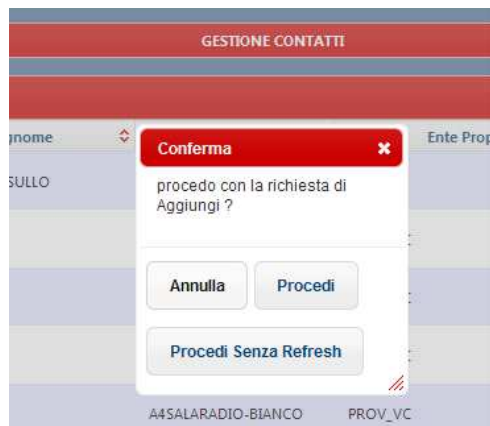 GESTIONE CONTATTI
gnome
Ente Prop
SULLO
Conferma
procedo con la richiesta di
Aggiungi ?
Annulla
Procedi
Procedi Senza Refresh
A4SALARADIO-BIANCO PROV_VC